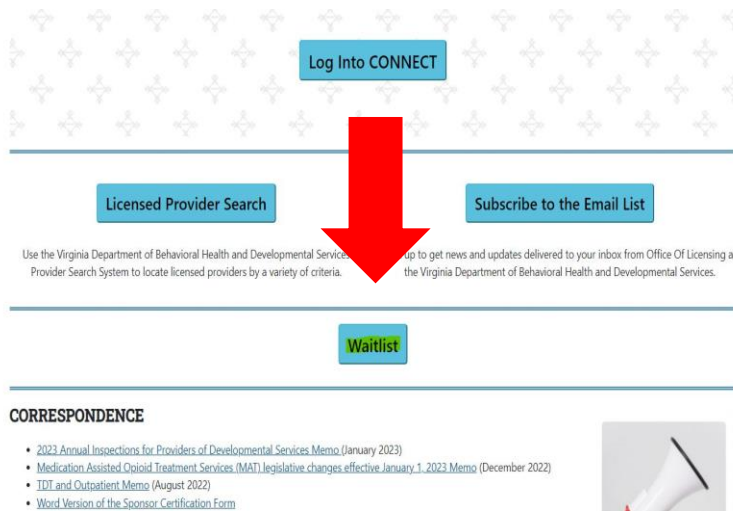 Log Into CONNECT
Licensed Provider Search
Subscribe to the Email List
Use the Virginia Department of Behavioral Health and Developmental Services
Provider Search System to locate licensed providers by a variety of criteria.
up to get news and updates delivered to your inbox from Office Of Licensing a
the Virginia Department of Behavioral Health and Developmental Services.
Waitlist
CORRESPONDENCE
• 2023 Annual Inspections for Providers of Developmental Services Memo (January 2023)
• Medication Assisted Opioid Treatment Services (MAT) legislative changes effective January 1, 2023 Memo (December 2022)
• TDT and Outpatient Memo (August 2022)
• Word Version of the Sponsor Certification Form